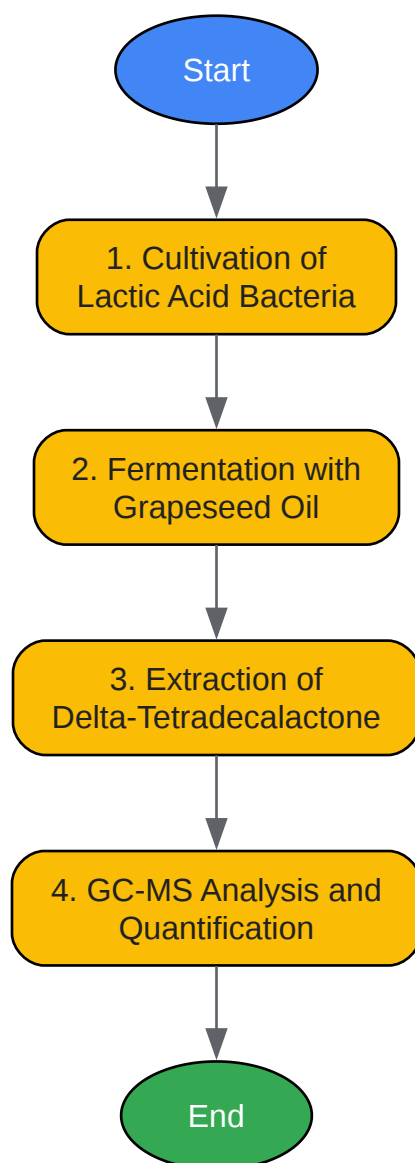 Start
1. Cultivation of
Lactic Acid Bacteria
2. Fermentation with
Grapeseed Oil
3. Extraction of
Delta-Tetradecalactone
4. GC-MS Analysis and
Quantification
End